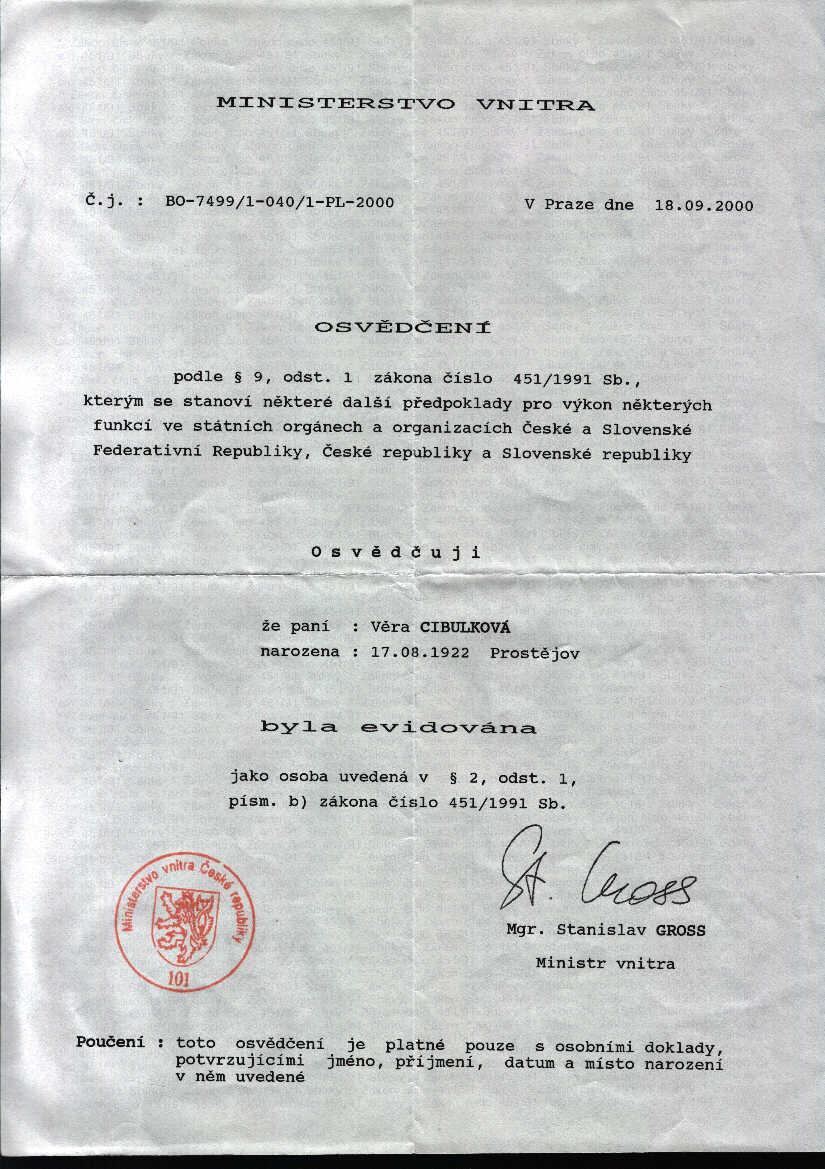 MINISTERSTVO VNITRA
Č.j. : BO-7499/1-040/1-PL-2000 V Praze dne 18.09.2000
OSVĚDČENÍ
podle § 9, odst. 1 zákona číslo 451/1991 Sb.,
kterým se stanoví některé další předpoklady pro výkon některých
funkcí ve státních orgánech a organizacích České a Slovenské
Federativní Republiky, České republiky a Slovenské republiky
O s v ě d č u j i
že paní : Věra CIBULKOVÁ
narozena : 17.08.1922 Prostějov
byla evidována
jako osoba uvedená v § 2, odst. 1,
písm. b) zákona číslo 451/1991 Sb.
Ministerstvo vnitra České republiky
101
St. Gross
Mgr. Stanislav GROSS
Ministr vnitra
Poučení : toto osvědčení je platné pouze s osobními doklady,
potvrzujícími jméno, příjmení, datum a místo narození
v něm uvedené